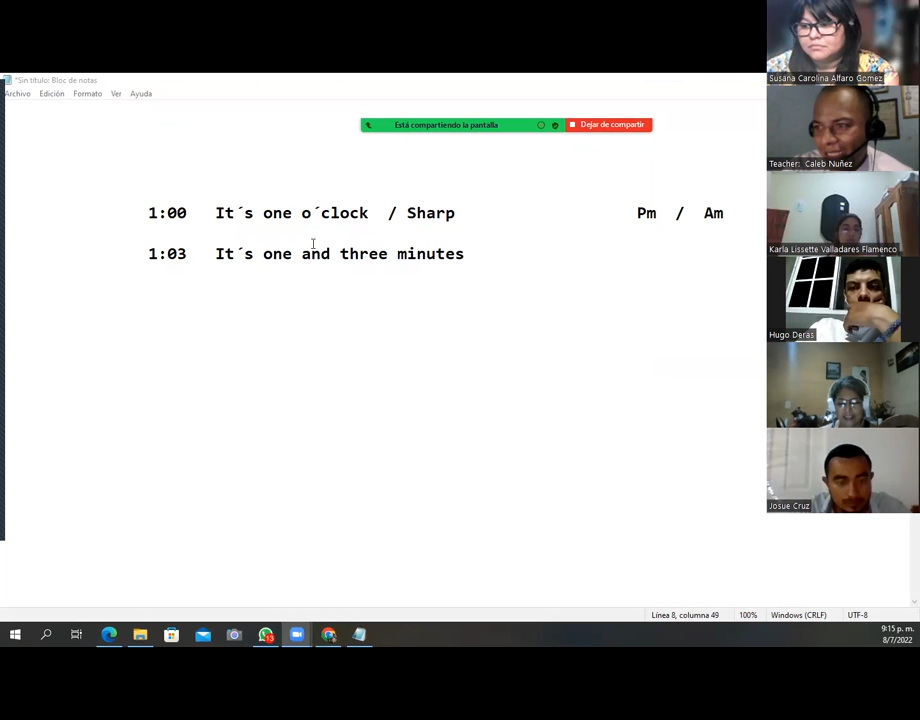 Susana Carolina Alfaro Gomez
*Sin título: Bloc de notas
Archivo Edición Formato Ver Ayuda
Está compartiendo la pantalla Dejar de compartir
Teacher: Caleb Nuñez
1:00 It´s one o´clock / Sharp Pm / Am
Karla Lissette Valladares Flamenco
1:03 It´s one and three minutes
Hugo Deras
Josue Cruz
Línea 8, columna 49 100% Windows (CRLF) UTF-8
13
9:15 p. m.
8/7/2022